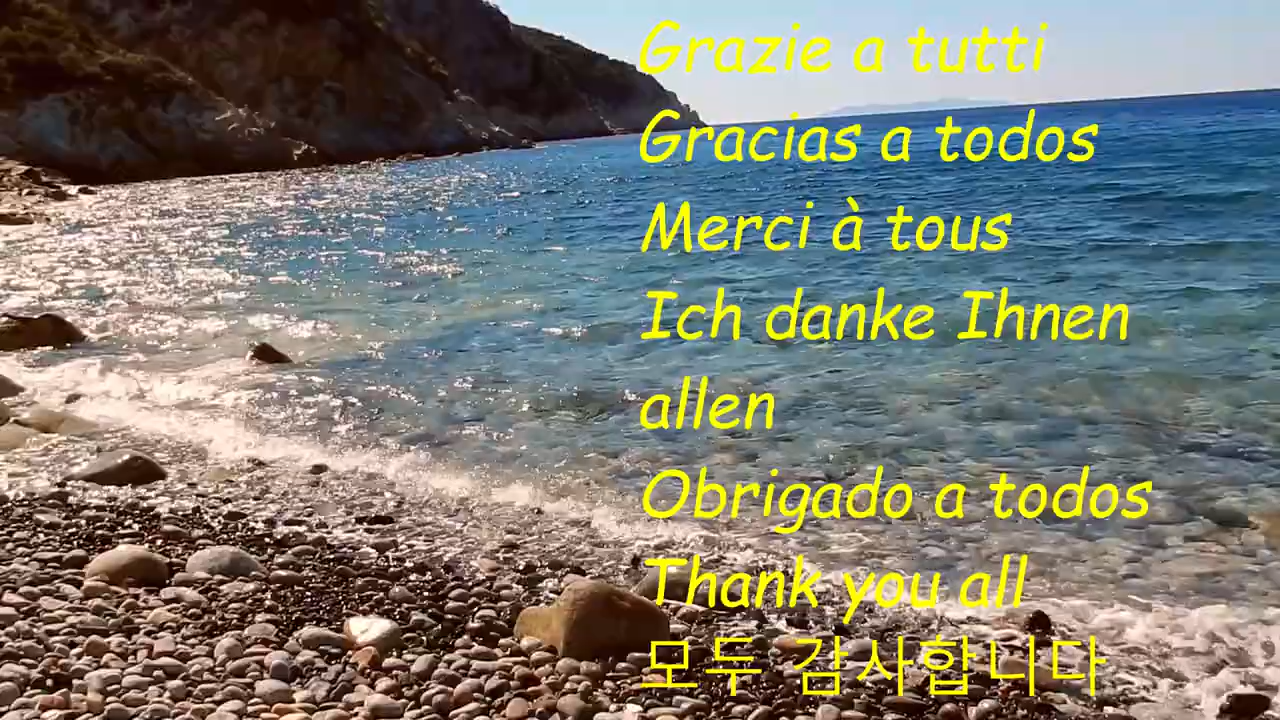 Grazie a tutti
Gracias a todos
Merci à tous
Ich danke Ihnen
allen
Obrigado a todos
Thank you all
모두 감사합니다